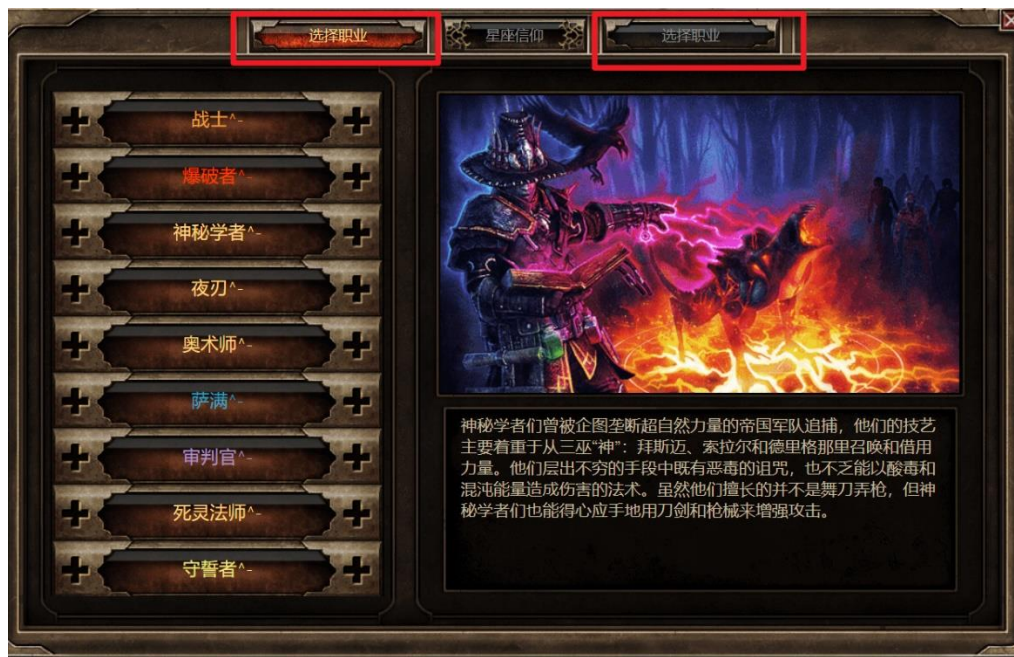 选择职业
星座信仰
选择职业
战士^-
爆破者^-
神秘学者^-
夜刃^-
奥术师^-
萨满^-
审判官^-
死灵法师^-
守誓者^-
神秘学者们曾被企图垄断超自然力量的帝国军队追捕，他们的技艺
主要着重于从三巫“神”：拜斯迈、索拉尔和德里格那里召唤和借用
力量。他们层出不穷的手段中既有恶毒的诅咒，也不乏能以酸毒和
混沌能量造成伤害的法术。虽然他们擅长的并不是舞刀弄枪，但神
秘学者们也能得心应手地用刀剑和枪械来增强攻击。